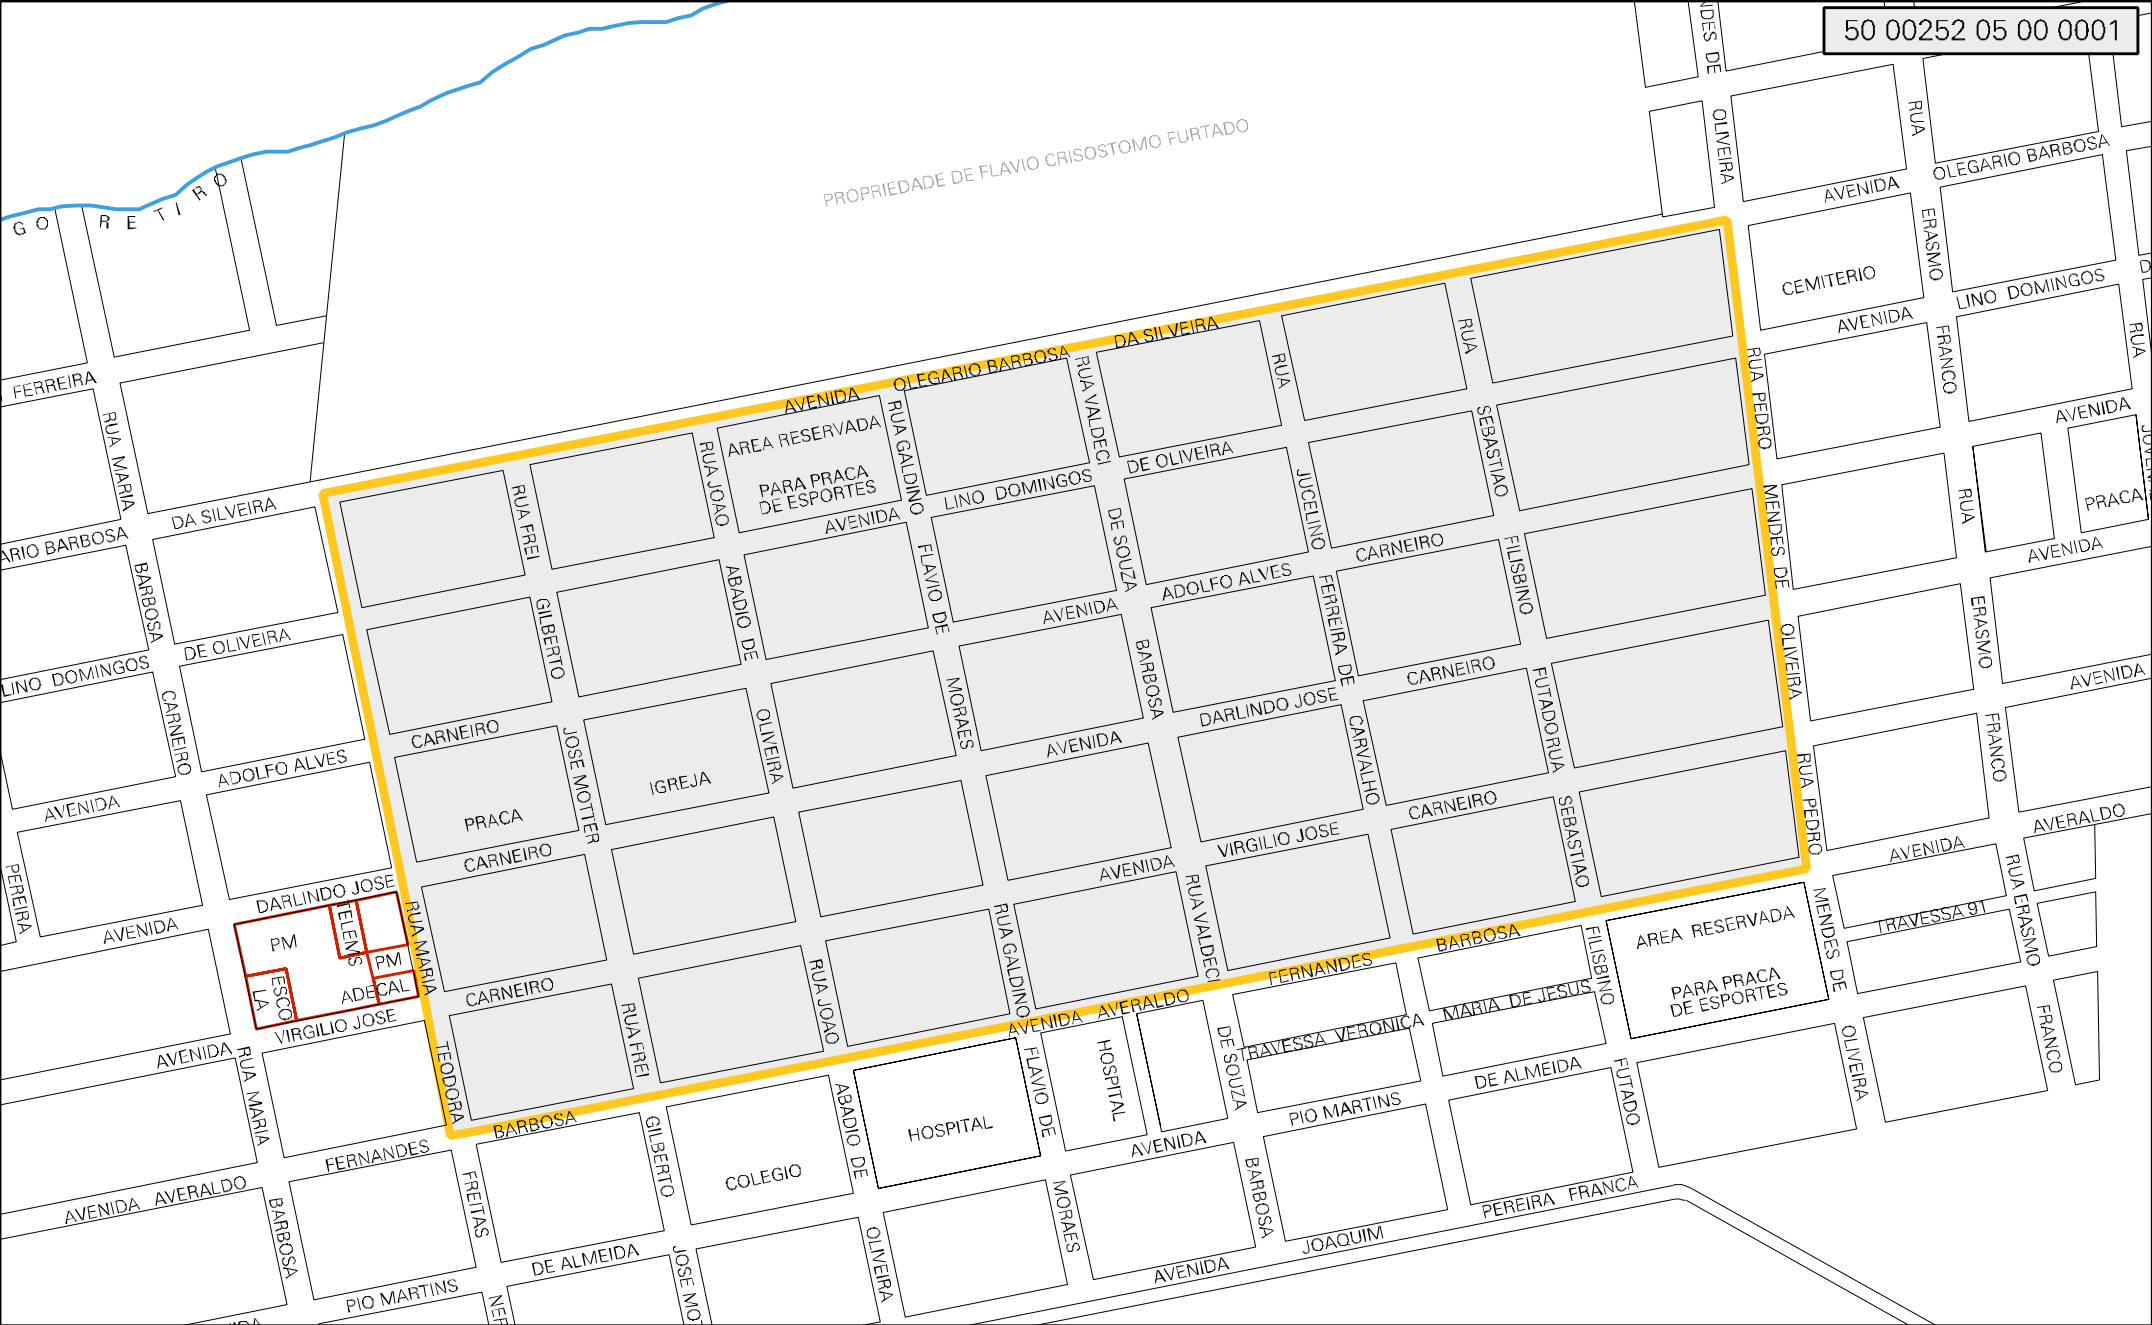 50 00252 05 00 0001
PROPRIEDADE DE FLAVIO CRISOSTOMO FURTADO
GO RETIRO
OLIVEIRA
RUA
AVENIDA OLEGARIO BARBOSA
ERASMO
CEMITERIO
AVENIDA LINO DOMINGOS
FRANCO
RUA
AVENIDA
PRACA
RUA
AVENIDA
ERASMO
AVENIDA
FRANCO
AVENIDA AVERALDO
RUA ERASMO
TRAVESSA 91
FRANCO
FERREIRA
RUA MARIA
DA SILVEIRA
ARIO BARBOSA
BARBOSA
DE OLIVEIRA
LINO DOMINGOS
CARNEIRO
ADOLFO ALVES
AVENIDA
PEREIRA
DARLINDO JOSE
AVENIDA
PM
TELEMS
PM
ADECAL
ESCO
LA
VIRGILIO JOSE
AVENIDA
RUA MARIA
RUA MARIA
TEODORA
FERNANDES
AVENIDA AVERALDO
BARBOSA
FREITAS
PIO MARTINS
DE ALMEIDA
AVENIDA OLEGARIO BARBOSA DA SILVEIRA
AREA RESERVADA
PARA PRACA
DE ESPORTES
RUA FREI
RUA JOAO
RUA GALDINO
RUA VALDECI
RUA
RUA
RUA PEDRO
AVENIDA LINO DOMINGOS DE OLIVEIRA
GILBERTO
ABADIO DE
FLAVIO DE
DE SOUZA
JUCELINO
SEBASTIAO
MENDES DE
CARNEIRO
AVENIDA ADOLFO ALVES CARNEIRO
JOSE MOTTER
OLIVEIRA
MORAES
BARBOSA
FERREIRA DE
FILISBINO
OLIVEIRA
PRACA
IGREJA
CARNEIRO
AVENIDA DARLINDO JOSE CARNEIRO
CARVALHO
FUTADORUA
RUA PEDRO
CARNEIRO
AVENIDA VIRGILIO JOSE CARNEIRO
RUA FREI
RUA JOAO
RUA GALDINO
RUA VALDECI
SEBASTIAO
BARBOSA
AVENIDA AVERALDO FERNANDES BARBOSA
FILISBINO
AREA RESERVADA
PARA PRACA
DE ESPORTES
MENDES DE
GILBERTO
COLEGIO
ABADIO DE
HOSPITAL
FLAVIO DE
HOSPITAL
DE SOUZA
TRAVESSA VERONICA MARIA DE JESUS
OLIVEIRA
AVENIDA PIO MARTINS DE ALMEIDA
FUTADO
OLIVEIRA
MORAES
BARBOSA
AVENIDA JOAQUIM PEREIRA FRANCA